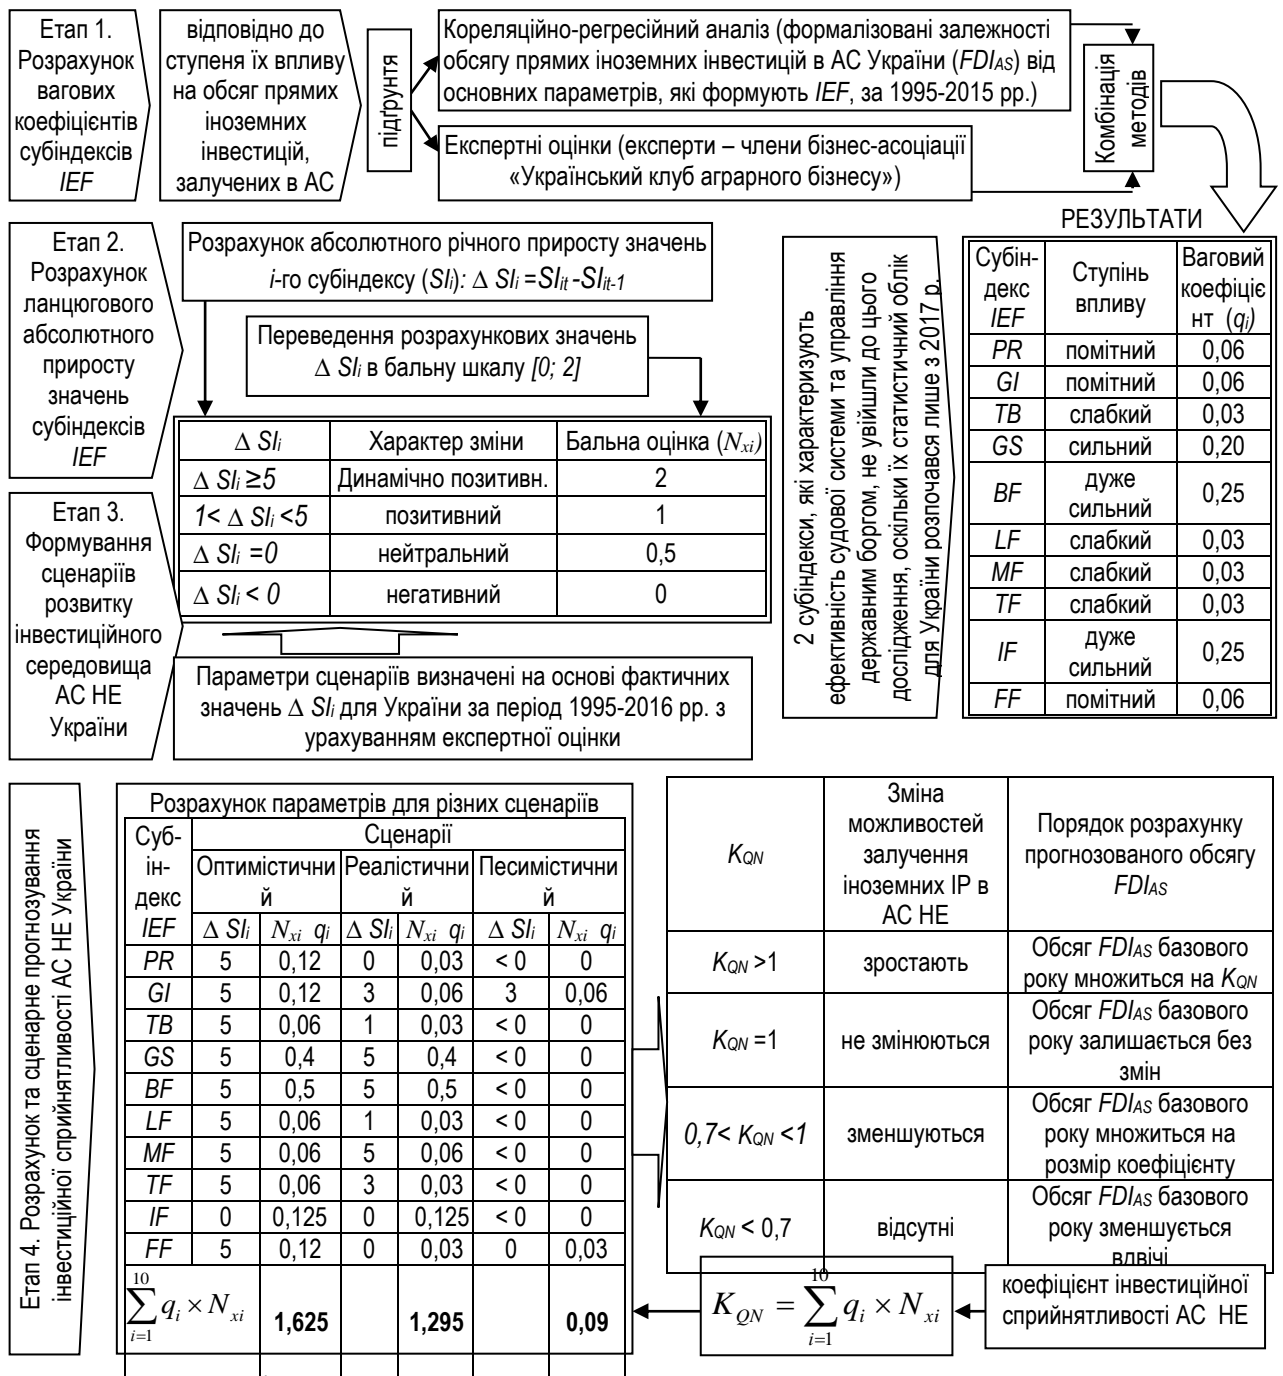 Етап 1.
Розрахунок
вагових
коефіцієнтів
субіндексів
IEF
відповідно до
ступеня їх впливу
на обсяг прямих
іноземних
інвестицій,
залучених в АС
підґрунтя
Кореляційно-регресійний аналіз (формалізовані залежності
обсягу прямих іноземних інвестицій в АС України (FDIAS) від
основних параметрів, які формують IEF, за 1995-2015 рр.)
Експертні оцінки (експерти – члени бізнес-асоціації
«Український клуб аграрного бізнесу»)
Комбінація
методів
Етап 2.
Розрахунок
ланцюгового
абсолютного
приросту
значень
субіндексів
IEF
Розрахунок абсолютного річного приросту значень
i-го субіндексу (SIi): Δ SIi =SIit -SIit-1
Переведення розрахункових значень
Δ SIi в бальну шкалу [0; 2]
Δ SIi Характер зміни Бальна оцінка (Nxi)
Δ SIi ≥5 Динамічно позитивн. 2
1< Δ SIi <5 позитивний 1
Δ SIi =0 нейтральний 0,5
Δ SIi < 0 негативний 0
Етап 3.
Формування
сценаріїв
розвитку
інвестиційного
середовища
АС НЕ
України
Параметри сценаріїв визначені на основі фактичних
значень Δ SIi для України за період 1995-2016 рр. з
урахуванням експертної оцінки
2 субіндекси, які характеризують
ефективність судової системи та управління
державним боргом, не увійшли до цього
дослідження, оскільки їх статистичний облік
для України розпочався лише з 2017 р.
РЕЗУЛЬТАТИ
Субін-
декс
IEF
Ступінь
впливу
Ваговий
коефіціє
нт (qi)
PR помітний 0,06
GI помітний 0,06
TB слабкий 0,03
GS сильний 0,20
BF дуже
сильний 0,25
LF слабкий 0,03
MF слабкий 0,03
TF слабкий 0,03
IF дуже
сильний 0,25
FF помітний 0,06
Етап 4. Розрахунок та сценарне прогнозування
інвестиційної сприйнятливості АС НЕ України
Розрахунок параметрів для різних сценаріїв
Суб-
ін-
декс
IEF
Сценарії
Оптимістични
й
Реалістични
й
Песимістични
й
Δ SIi Nxi qi Δ SIi Nxi qi Δ SIi Nxi qi
PR 5 0,12 0 0,03 < 0 0
GI 5 0,12 3 0,06 3 0,06
TB 5 0,06 1 0,03 < 0 0
GS 5 0,4 5 0,4 < 0 0
BF 5 0,5 5 0,5 < 0 0
LF 5 0,06 1 0,03 < 0 0
MF 5 0,06 5 0,06 < 0 0
TF 5 0,06 3 0,03 < 0 0
IF 0 0,125 0 0,125 < 0 0
FF 5 0,12 0 0,03 0 0,03
10
∑ qi × Nxi 1,625 1,295 0,09
i=1
KQN
Зміна
можливостей
залучення
іноземних ІР в
АС НЕ
Порядок розрахунку
прогнозованого обсягу
FDIAS
KQN >1
зростають
Обсяг FDIAS базового
року множиться на KQN
KQN =1
не змінюються
Обсяг FDIAS базового
року залишається без
змін
0,7< KQN <1
зменшуються
Обсяг FDIAS базового
року множиться на
розмір коефіцієнту
KQN < 0,7
відсутні
Обсяг FDIAS базового
року зменшується
вдвічі
10
KQN = ∑ qi × Nxi
i=1
коефіцієнт інвестиційної
сприйнятливості АС НЕ